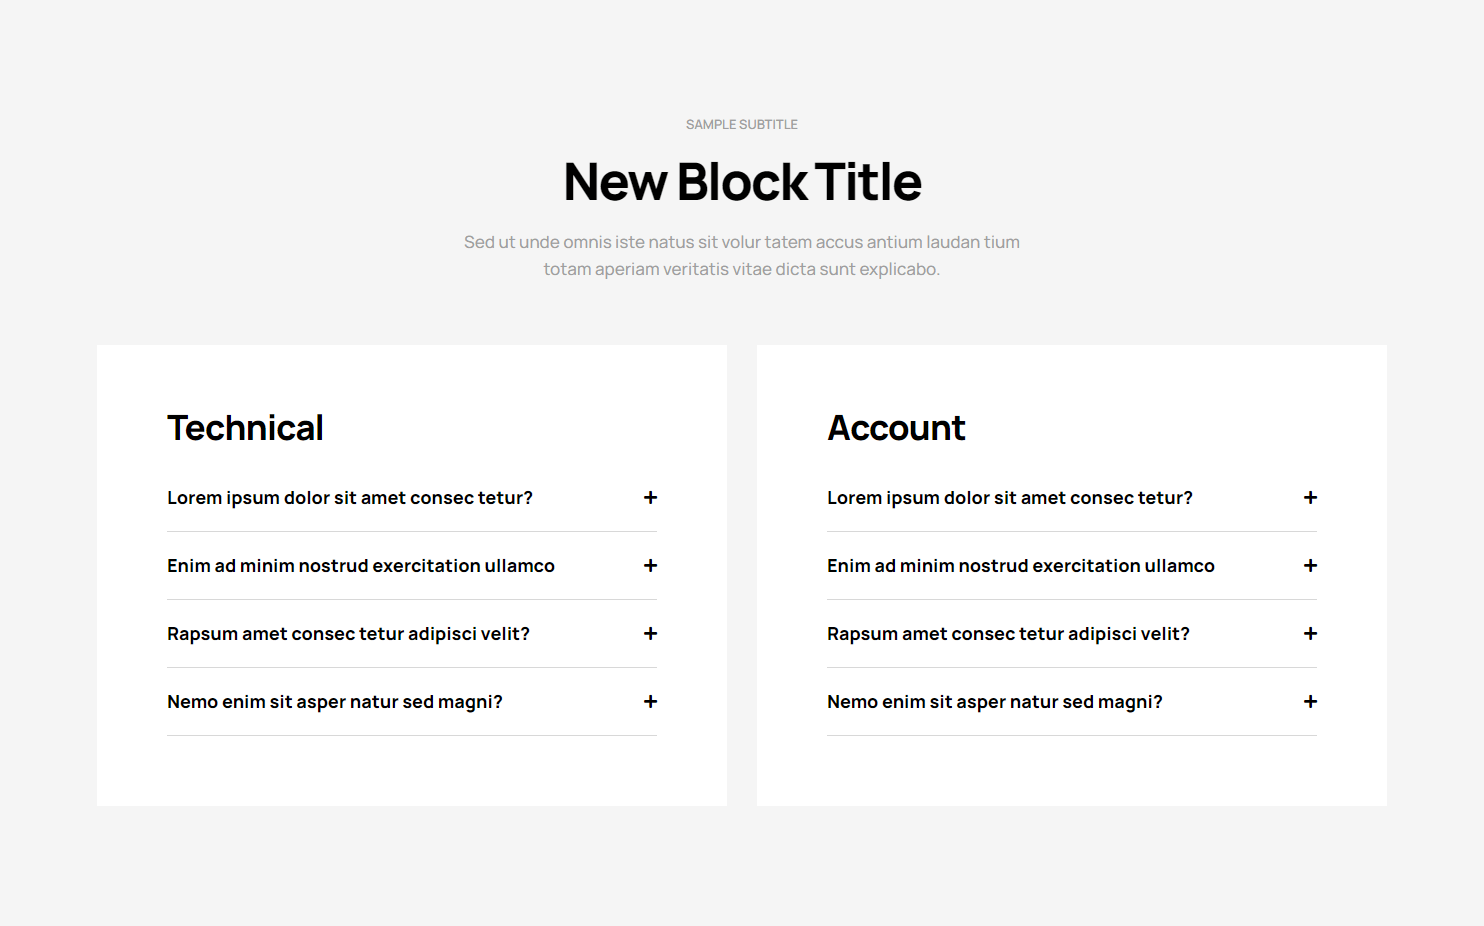 SAMPLE SUBTITLE
New Block Title
Sed ut unde omnis iste natus sit volur tatem accus antium laudan tium
totam aperiam veritatis vitae dicta sunt explicabo.
Technical
Lorem ipsum dolor sit amet consec tetur?
Enim ad minim nostrud exercitation ullamco
Rapsum amet consec tetur adipisci velit?
Nemo enim sit asper natur sed magni?
Account
Lorem ipsum dolor sit amet consec tetur?
Enim ad minim nostrud exercitation ullamco
Rapsum amet consec tetur adipisci velit?
Nemo enim sit asper natur sed magni?